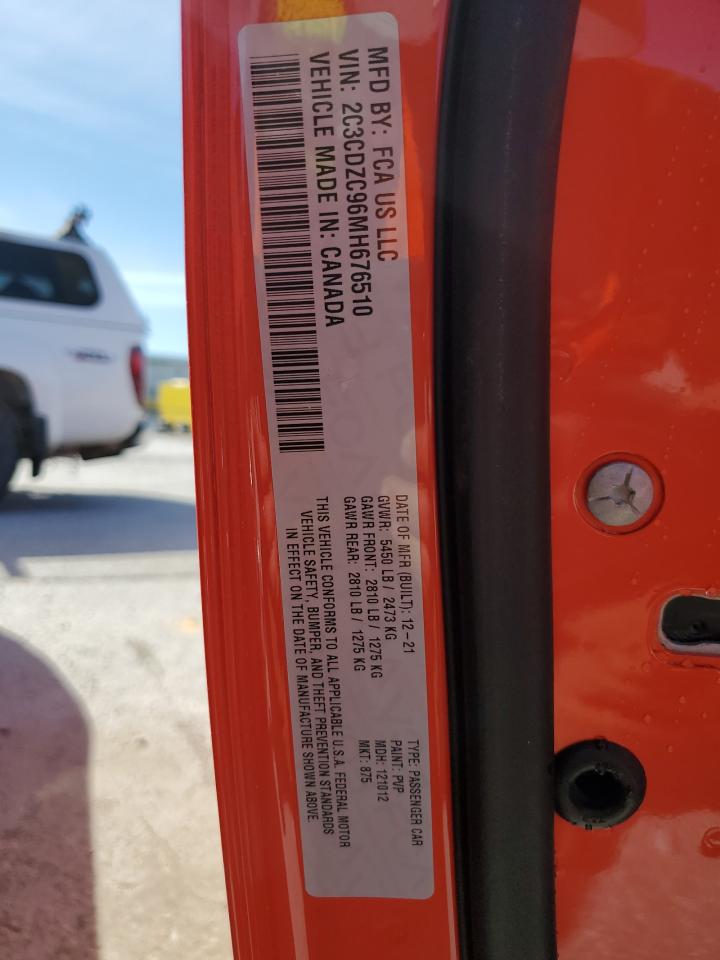 MFD BY: FCA US LLC
VIN: 2C3CDZC96MH676510
VEHICLE MADE IN: CANADA
DATE OF MFR (BUILT): 12-21
GVWR: 5450 LB / 2473 KG
GAWR FRONT: 2810 LB / 1275 KG
GAWR REAR: 2810 LB / 1275 KG
TYPE: PASSENGER CAR
PAINT: PVP
MDH: 121012
MKT: 875
THIS VEHICLE CONFORMS TO ALL APPLICABLE U.S.A. FEDERAL MOTOR
VEHICLE SAFETY, BUMPER, AND THEFT PREVENTION STANDARDS
IN EFFECT ON THE DATE OF MANUFACTURE SHOWN ABOVE.